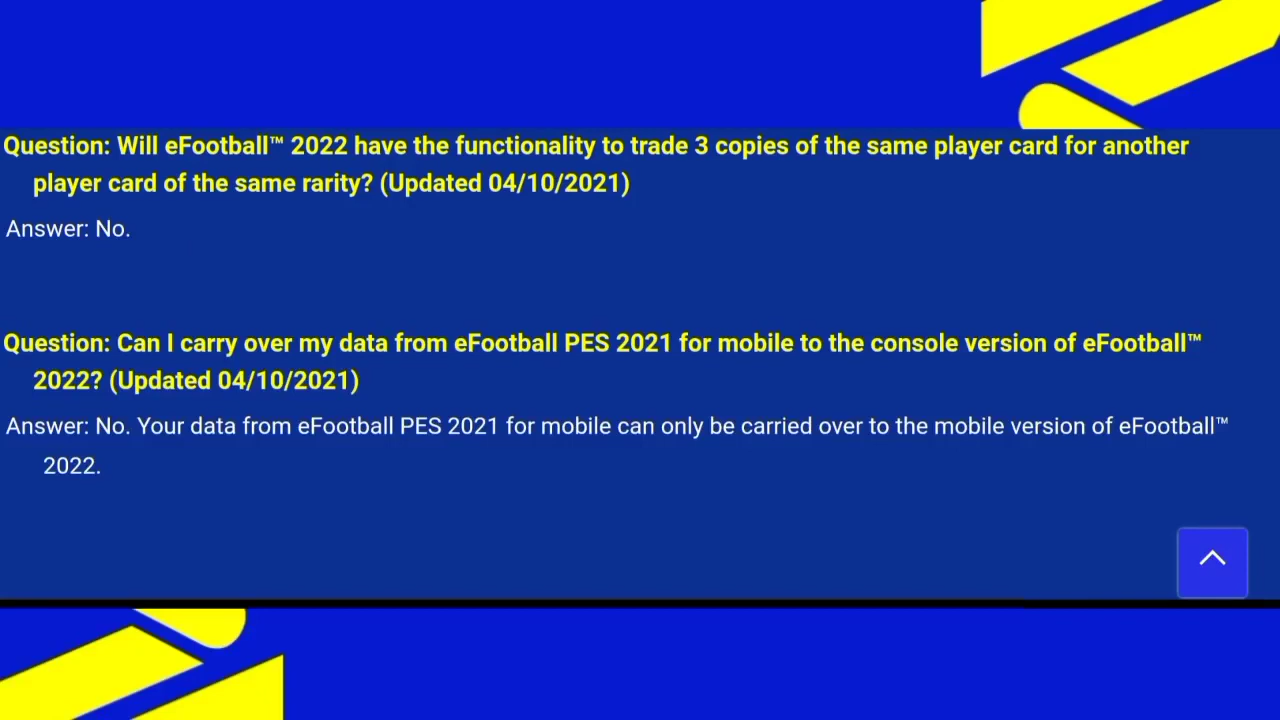 Question: Will eFootball™ 2022 have the functionality to trade 3 copies of the same player card for another
player card of the same rarity? (Updated 04/10/2021)
Answer: No.
Question: Can I carry over my data from eFootball PES 2021 for mobile to the console version of eFootball™
2022? (Updated 04/10/2021)
Answer: No. Your data from eFootball PES 2021 for mobile can only be carried over to the mobile version of eFootball™
2022.